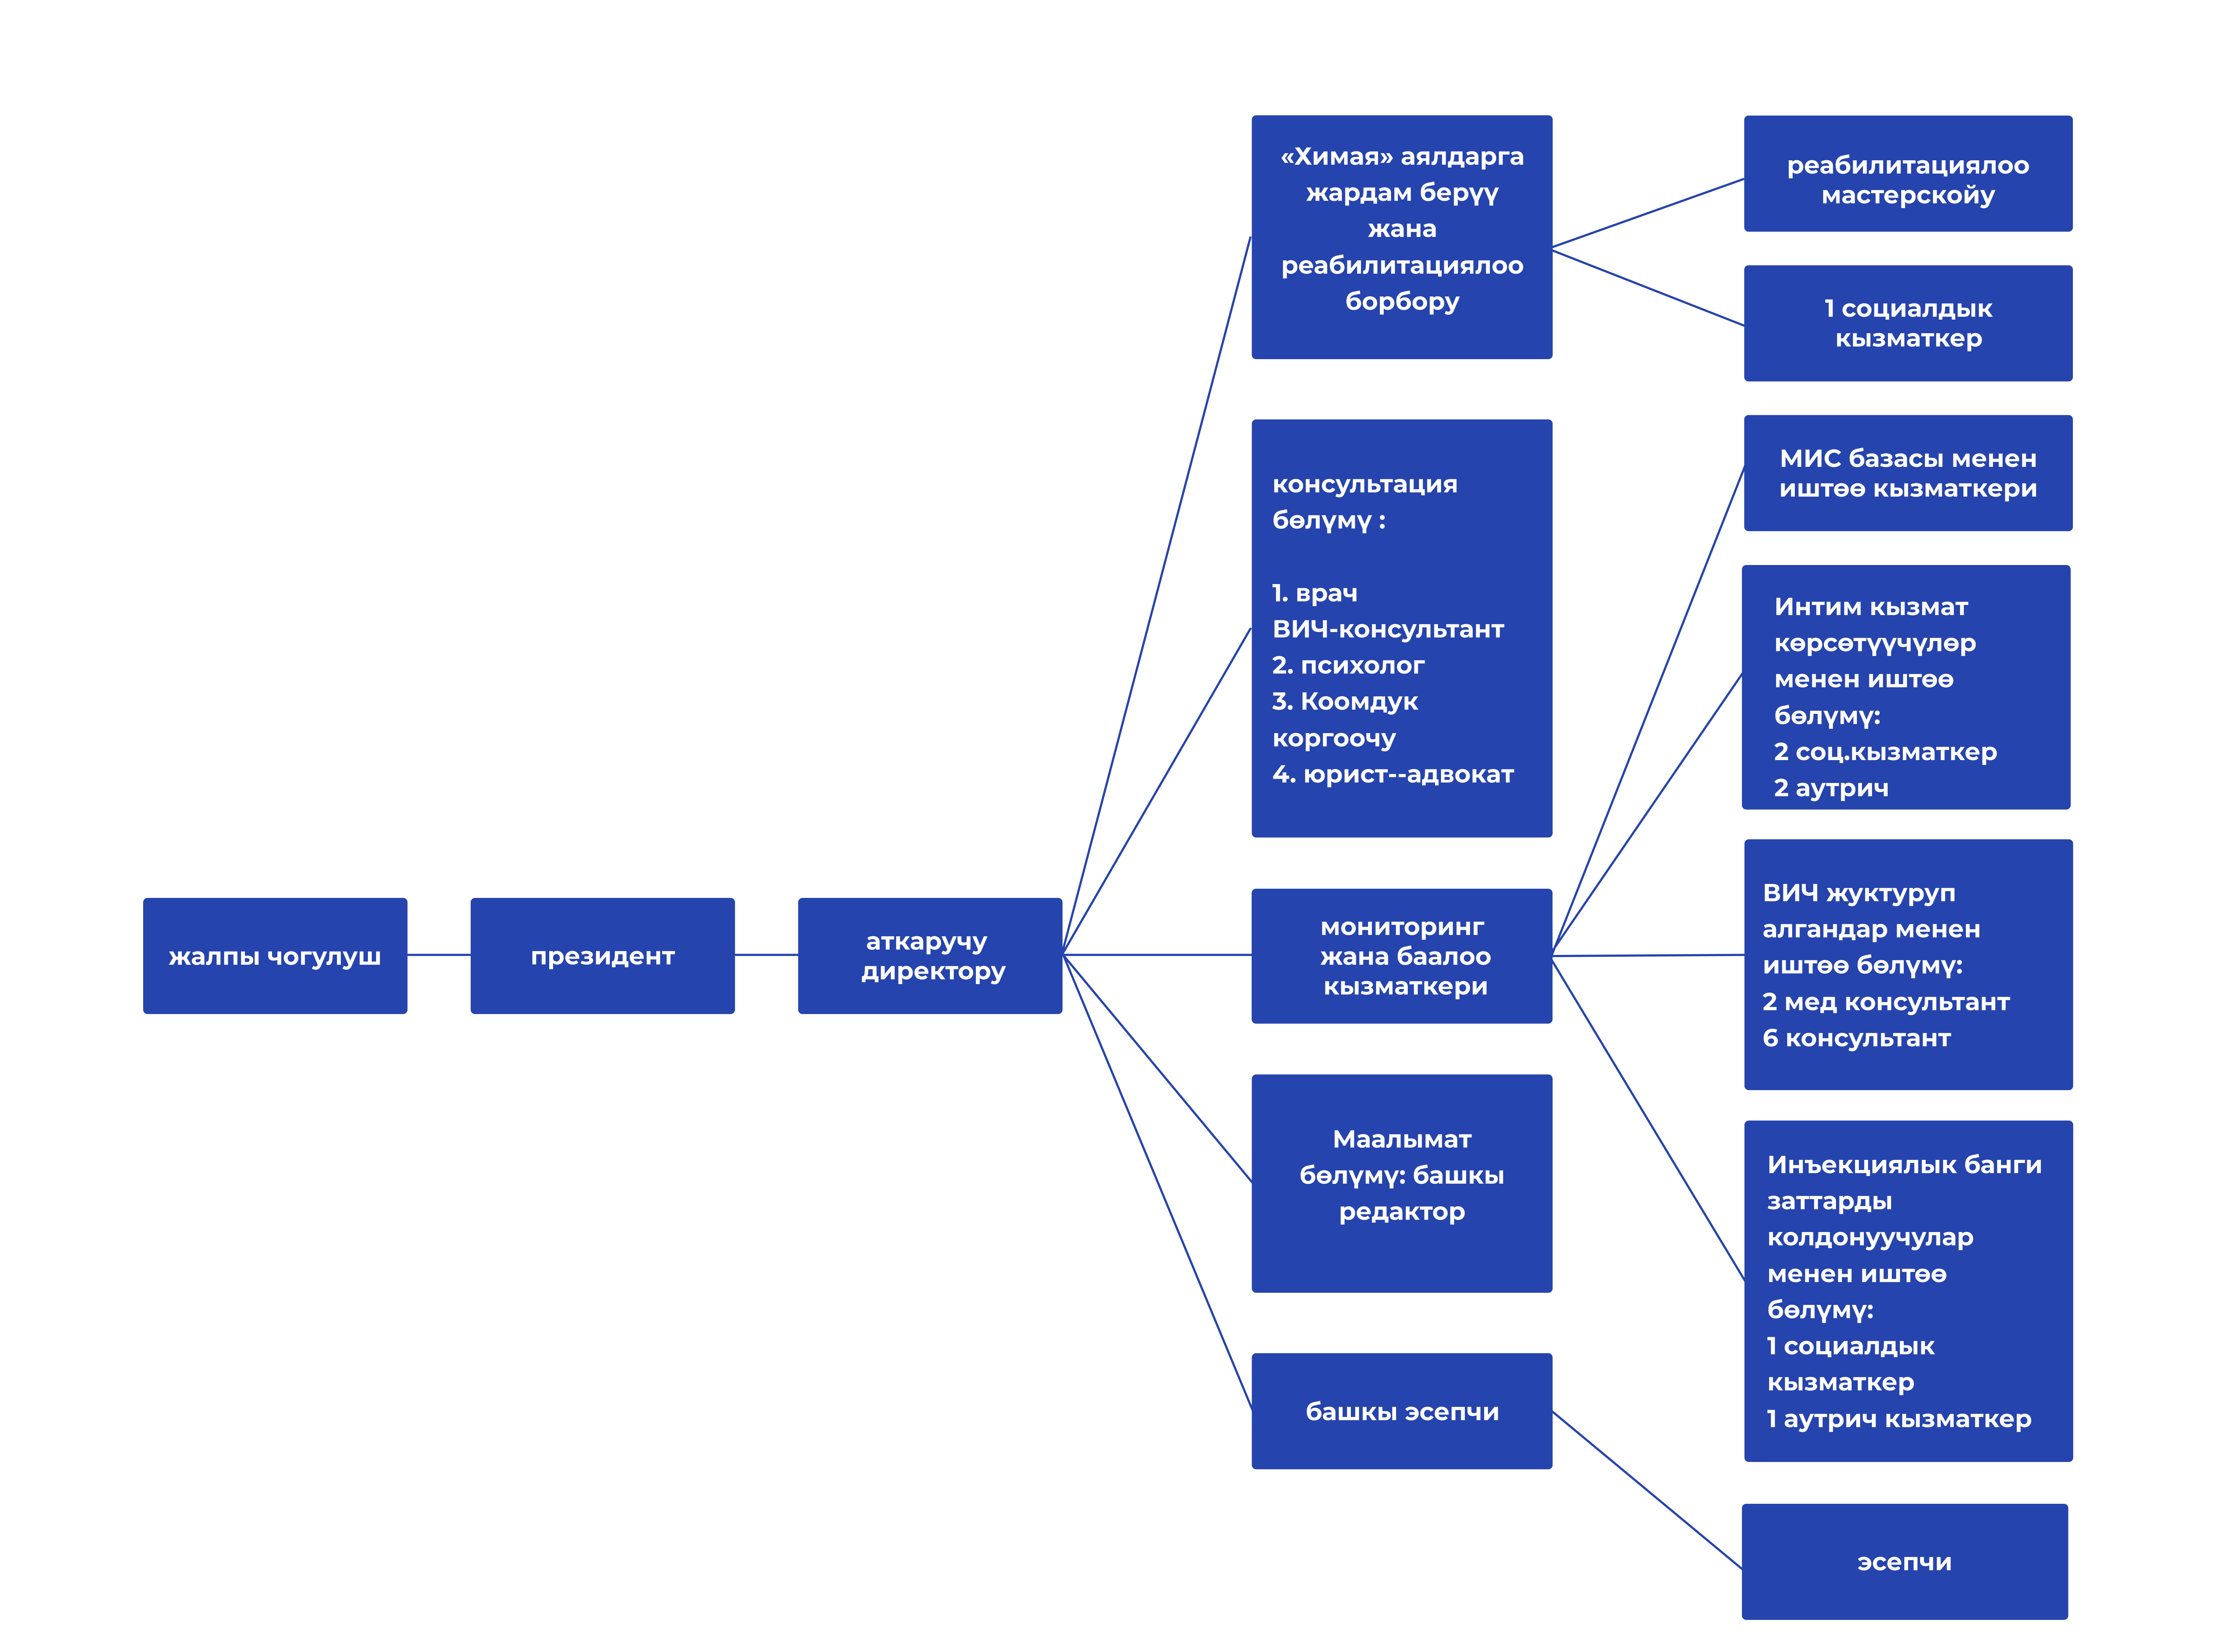 жалпы чогулуш
президент
аткаруучу
директору
«Химая» аялдарга
жардам берүү
жана
реабилитациялоо
борбору
консультация
бөлүмү :
1. врач
ВИЧ-консультант
2. психолог
3. Коомдук
коргоочу
4. юрист--адвокат
мониторинг
жана баалоо
кызматкери
Маалымат
бөлүмү: башкы
редактор
башкы эсепчи
реабилитациялоо
мастерскойу
1 социалдык
кызматкер
МИС базасы менен
иштөө кызматкери
Интим кызмат
көрсөтүүчүлөр
менен иштөө
бөлүмү:
2 соц.кызматкер
2 аутрич
ВИЧ жуктуруп
алгандар менен
иштөө бөлүмү:
2 мед консультант
6 консультант
Инъекциялык банги
заттарды
колдонуучулар
менен иштөө
бөлүмү:
1 социалдык
кызматкер
1 аутрич кызматкер
эсепчи